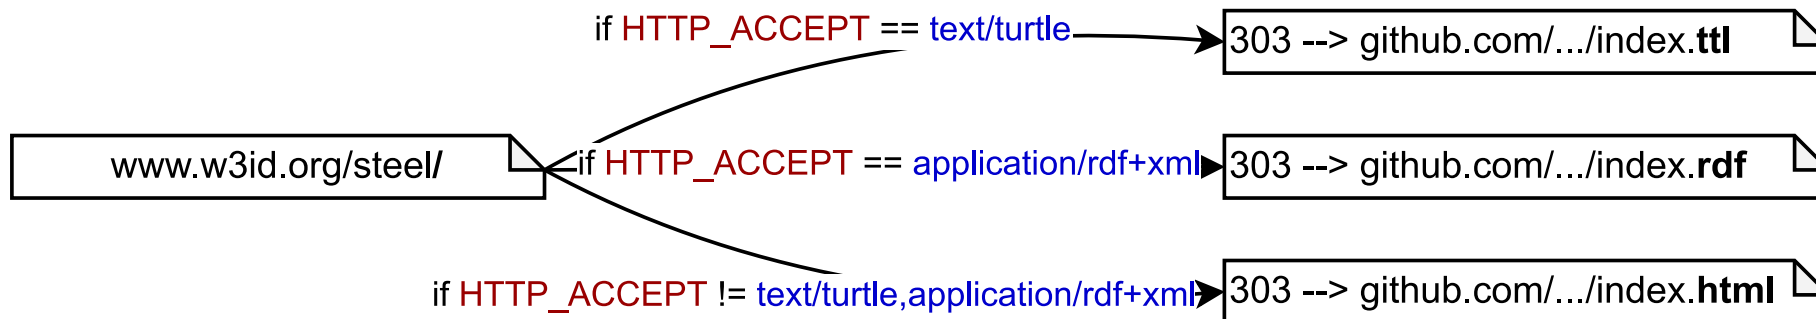 if HTTP_ACCEPT == text/turtle
303 --> github.com/.../index.ttl
www.w3id.org/steel/
if HTTP_ACCEPT == application/rdf+xml
303 --> github.com/.../index.rdf
if HTTP_ACCEPT != text/turtle,application/rdf+xml
303 --> github.com/.../index.html